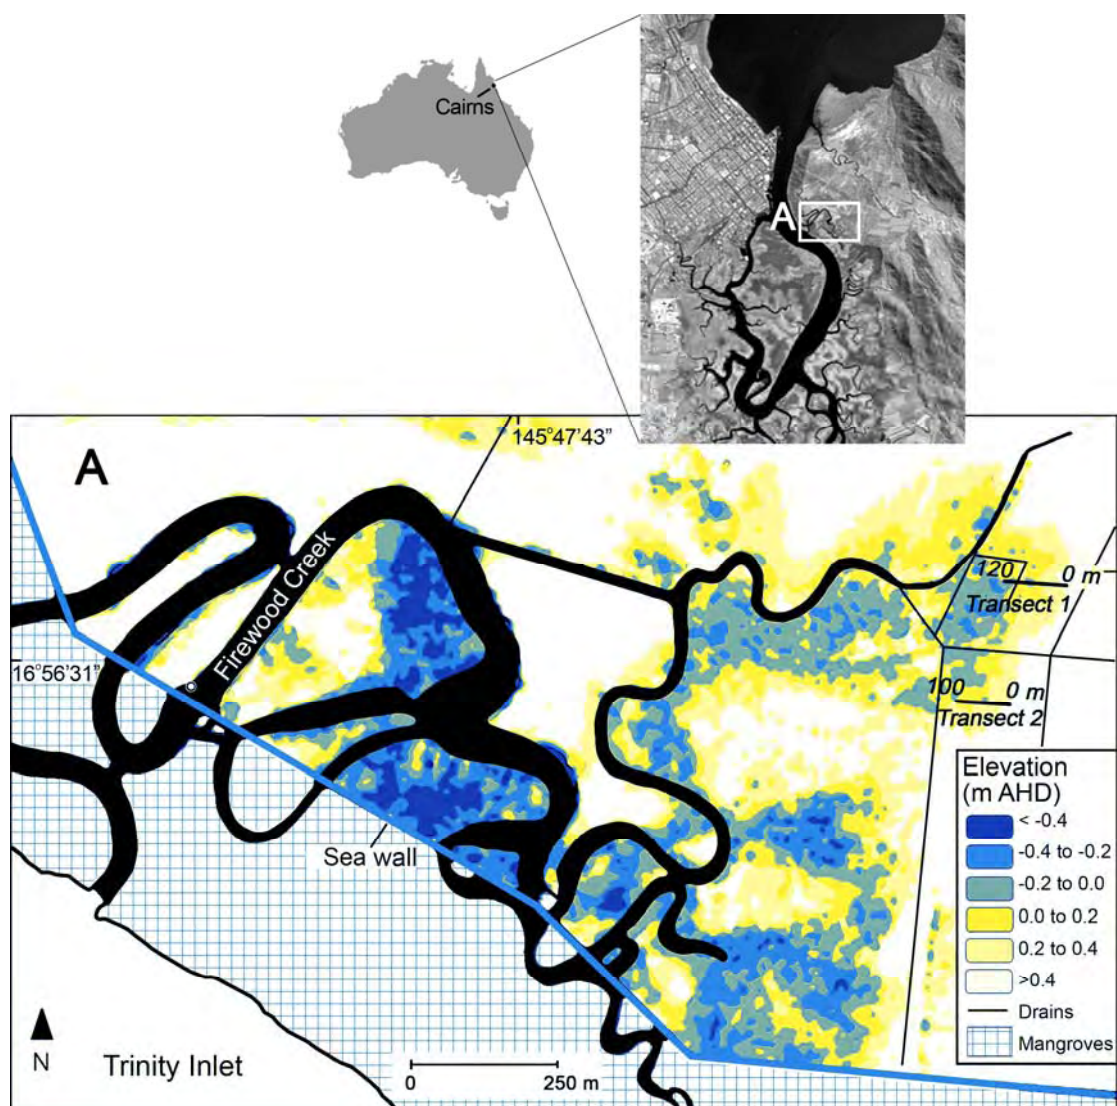 Cairns
A
A
145°47'43"
Firewood Creek
16°56'31"
120
0 m
Transect 1
100
0 m
Transect 2
Sea wall
Elevation
(m AHD)
< -0.4
-0.4 to -0.2
-0.2 to 0.0
0.0 to 0.2
0.2 to 0.4
>0.4
Drains
Mangroves
N
Trinity Inlet
0
250 m